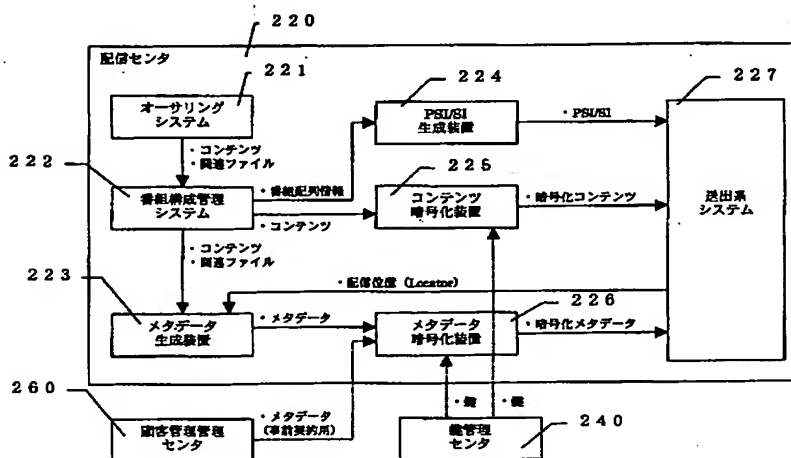 220
配信センタ
221
224
227
オーサリング
システム
PSI/SI
生成装置
・PSI/SI
送出系
システム
222
・コンテンツ
・関連ファイル
225
番組構成管理
システム
・番組配列情報
・コンテンツ
コンテンツ
暗号化装置
・暗号化コンテンツ
・コンテンツ
・関連ファイル
223
・配信位置 (Locator)
226
メタデータ
生成装置
・メタデータ
メタデータ
暗号化装置
・暗号化メタデータ
260
・鍵
・鍵
顧客管理管理
センタ
・メタデータ
(事前契約用)
鍵管理
センタ
240